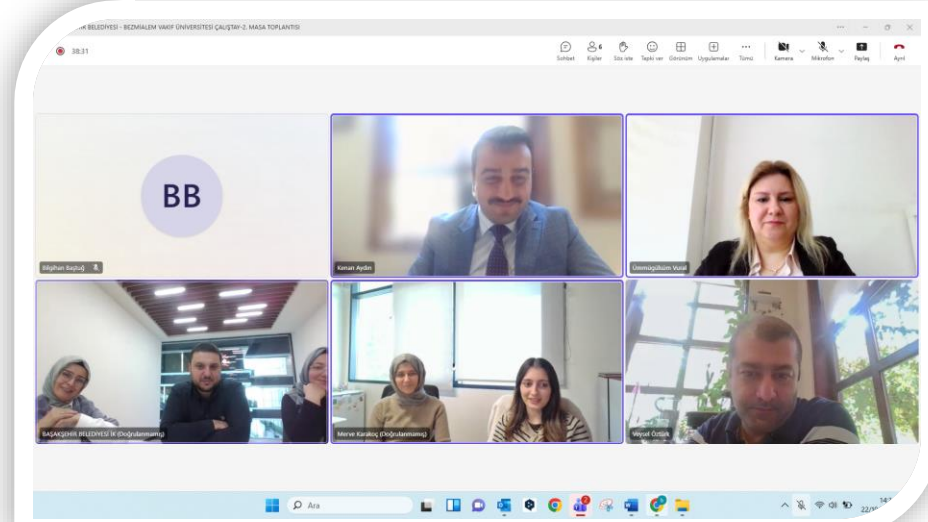 BELEDİYESİ - BEZMİALEM VAKIF ÜNİVERSİTESİ ÇALIŞTAY-2. MASA TOPLANTISI
38:31
Sohbet
Kişiler 6
Söz iste
Tepki ver
Görünüm
Uygulamalar
Tümü
Kamera
Mikrofon
Paylaş
Ayrıl
BB
Bilgihan Baştuğ
Kenan Aydın
Ümmügülsüm Vural
BAŞAKŞEHİR BELEDİYESİ İK (Doğrulanmamış)
Merve Karakoç (Doğrulanmamış)
Veysel Öztürk
Ara
2